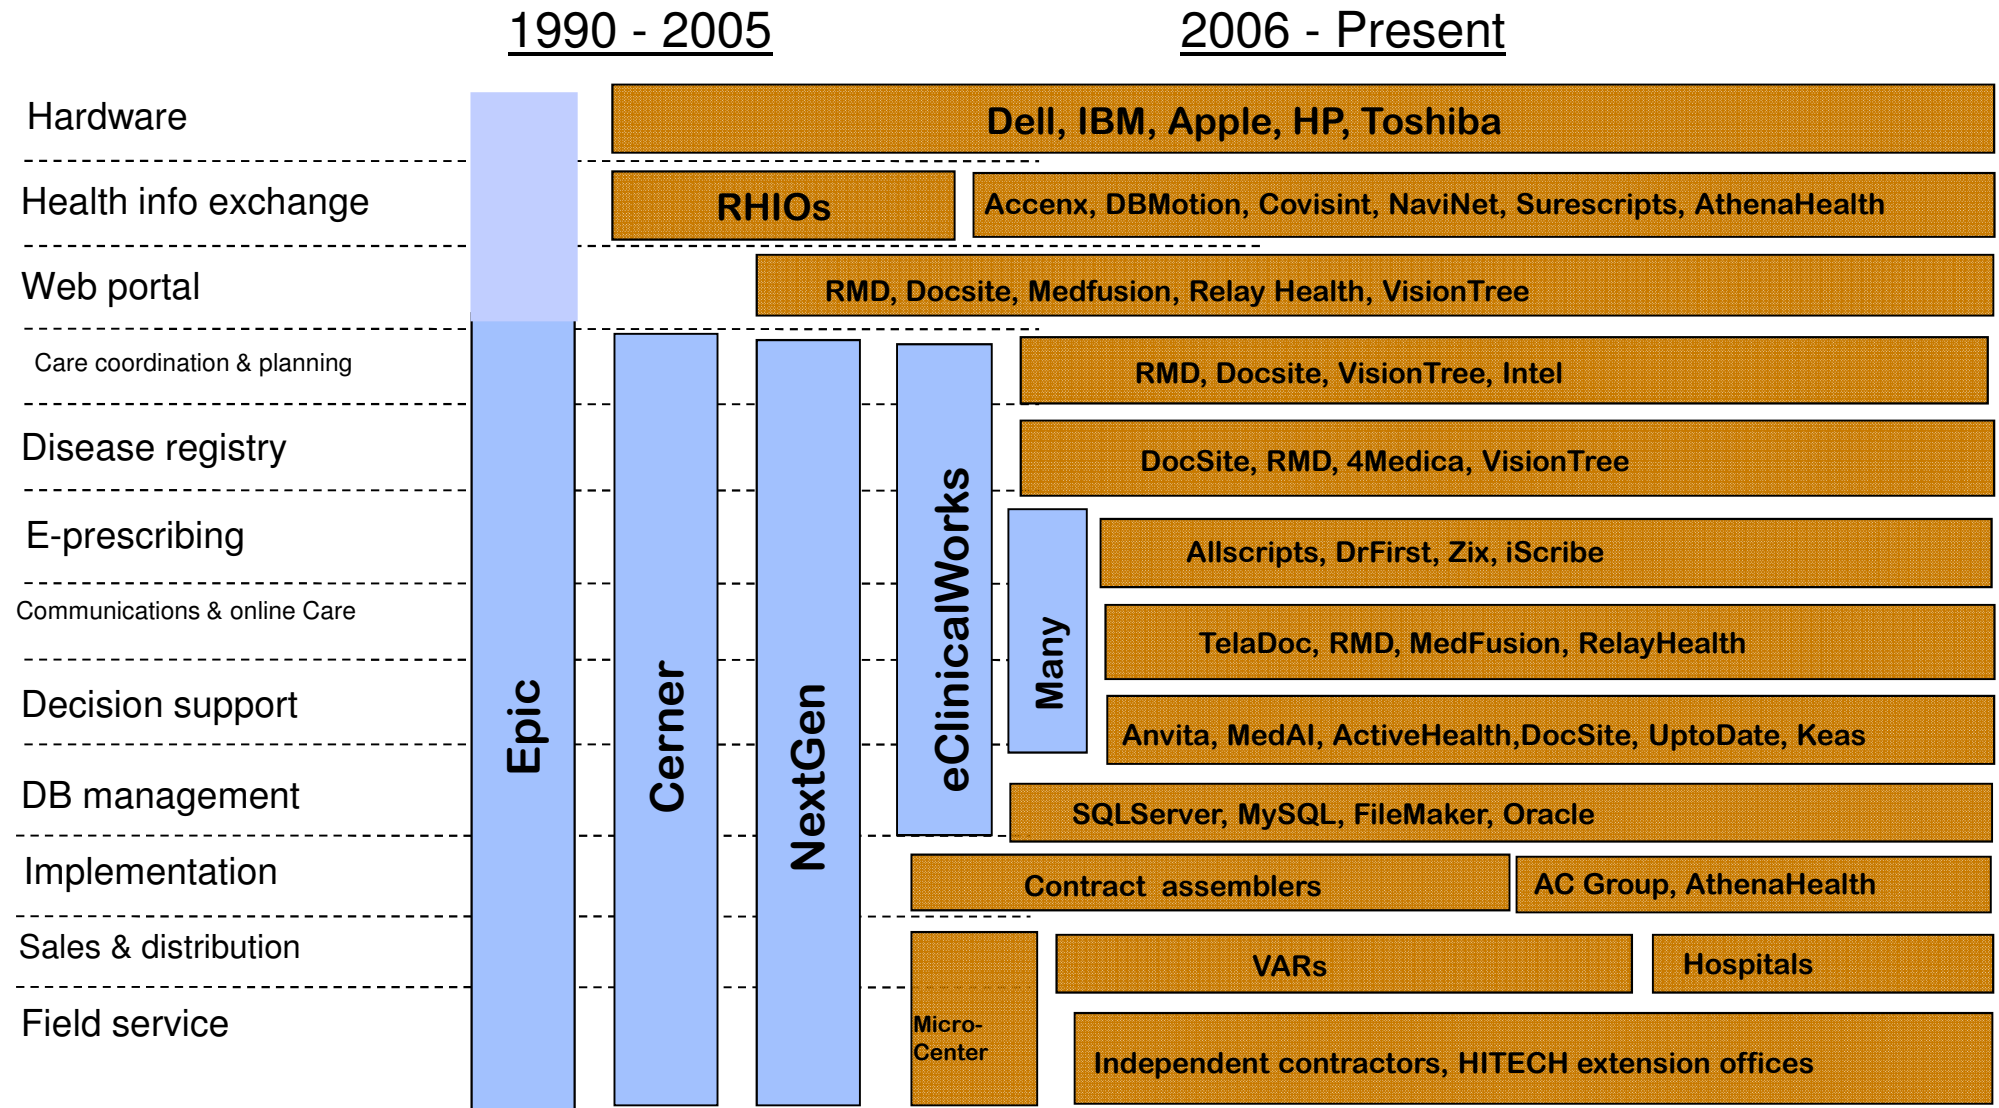 1990 - 2005
2006 - Present
Hardware
Dell, IBM, Apple, HP, Toshiba
Health info exchange
RHIOs
Accenx, DBMotion, Covisint, NaviNet, Surescripts, AthenaHealth
Web portal
RMD, Docsite, Medfusion, Relay Health, VisionTree
Care coordination & planning
RMD, Docsite, VisionTree, Intel
Disease registry
DocSite, RMD, 4Medica, VisionTree
E-prescribing
Allscripts, DrFirst, Zix, iScribe
Communications & online Care
TelaDoc, RMD, MedFusion, RelayHealth
Decision support
Anvita, MedAI, ActiveHealth,DocSite, UptoDate, Keas
DB management
SQLServer, MySQL, FileMaker, Oracle
Implementation
Contract assemblers
AC Group, AthenaHealth
Sales & distribution
VARs
Hospitals
Field service
Micro-
Center
Independent contractors, HITECH extension offices
Epic
Cerner
NextGen
eClinicalWorks
Many